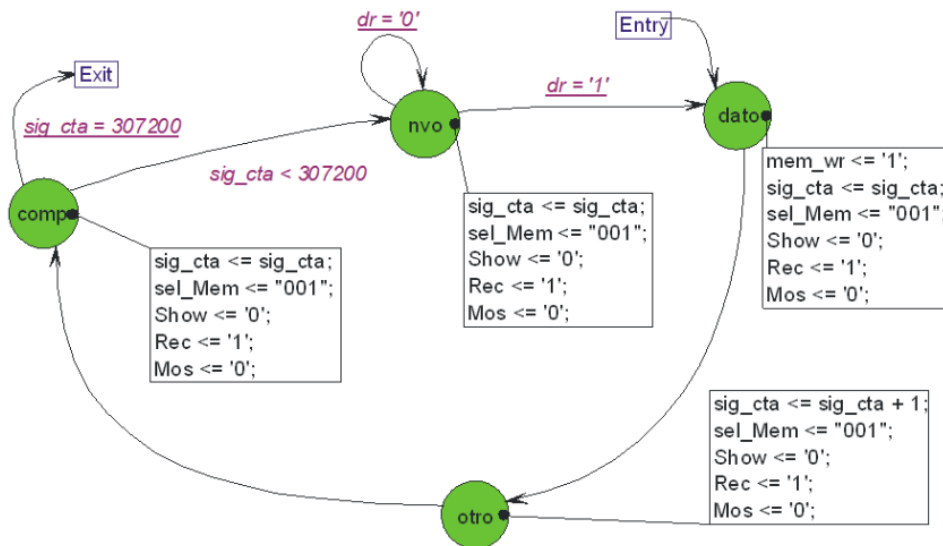 dr = '0'
Entry
Exit
dr = '1'
sig_cta = 307200
nvo
dato
sig_cta < 307200
mem_wr <= '1';
sig_cta <= sig_cta;
sel_Mem <= "001";
Show <= '0';
Rec <= '1';
Mos <= '0';
comp
sig_cta <= sig_cta;
sel_Mem <= "001";
Show <= '0';
Rec <= '1';
Mos <= '0';
sig_cta <= sig_cta;
sel_Mem <= "001";
Show <= '0';
Rec <= '1';
Mos <= '0';
sig_cta <= sig_cta + 1;
sel_Mem <= "001";
Show <= '0';
Rec <= '1';
Mos <= '0';
otro